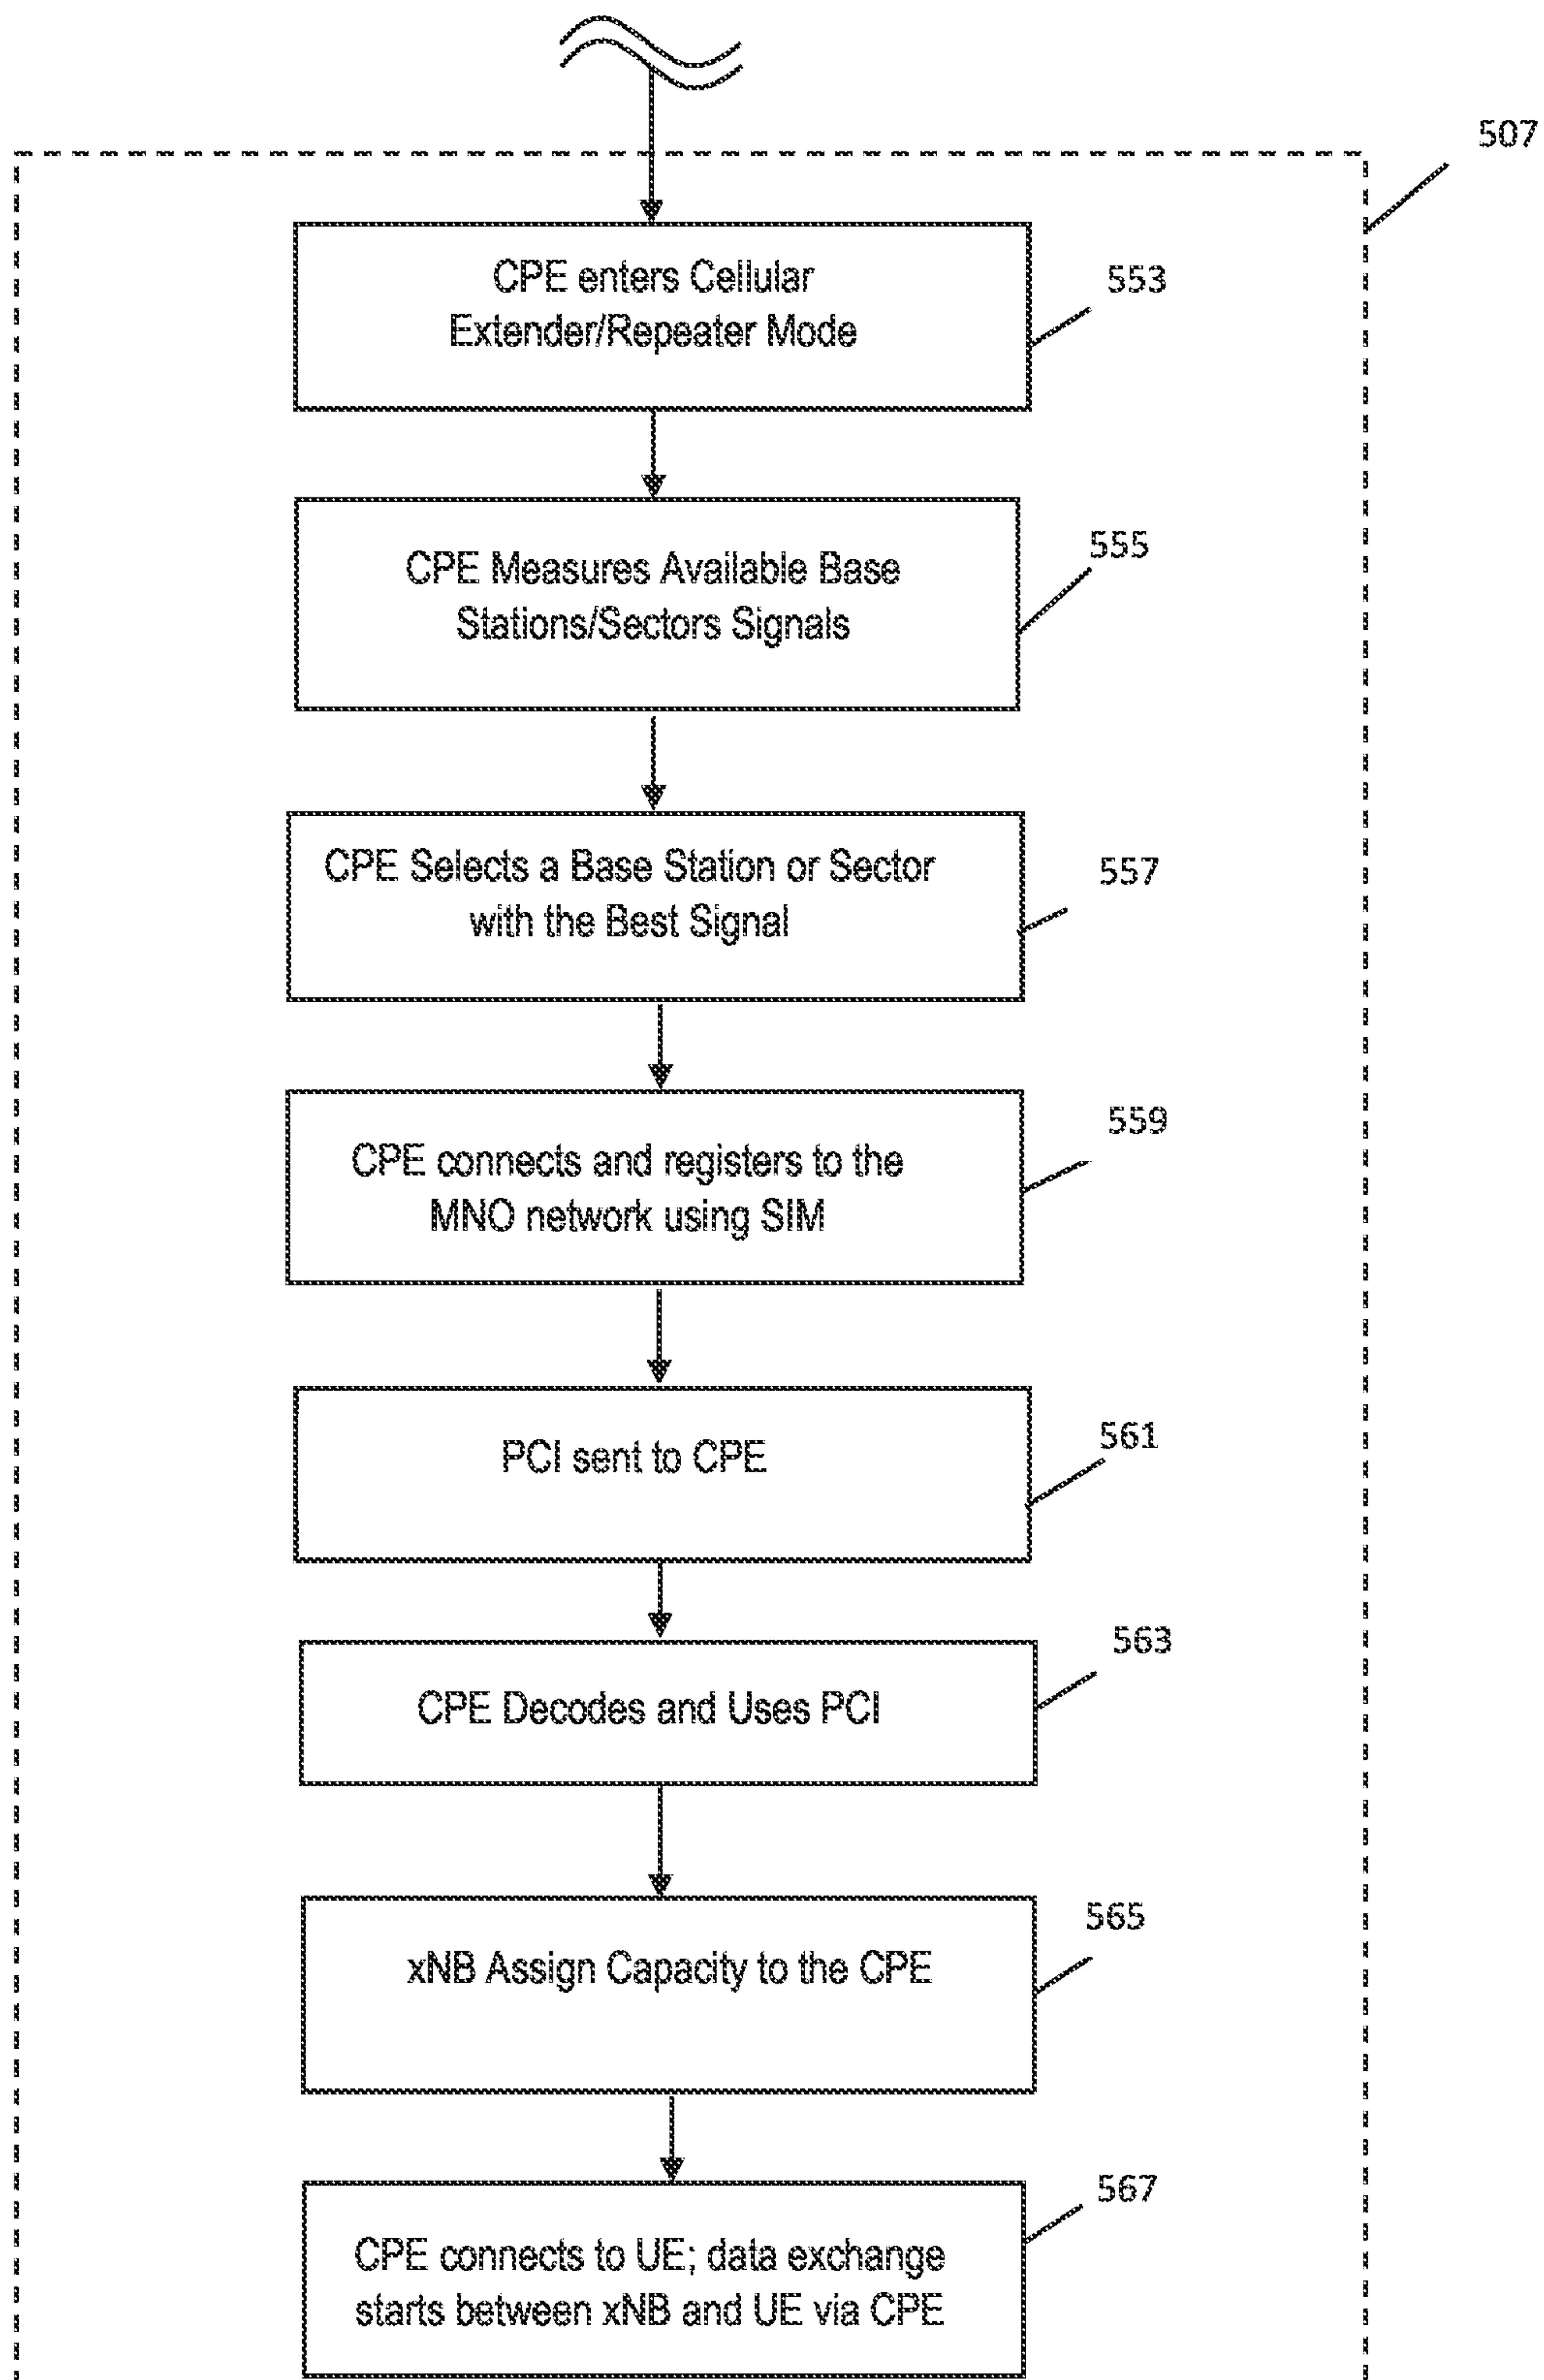 507
CPE enters Cellular
Extender/Repeater Mode
553
CPE Measures Available Base
Stations/Sectors Signals
555
CPE Selects a Base Station or Sector
with the Best Signal
557
CPE connects and registers to the
MNO network using SIM
559
PCI sent to CPE
561
CPE Decodes and Uses PCI
563
xNB Assign Capacity to the CPE
565
CPE connects to UE; data exchange
starts between xNB and UE via CPE
567